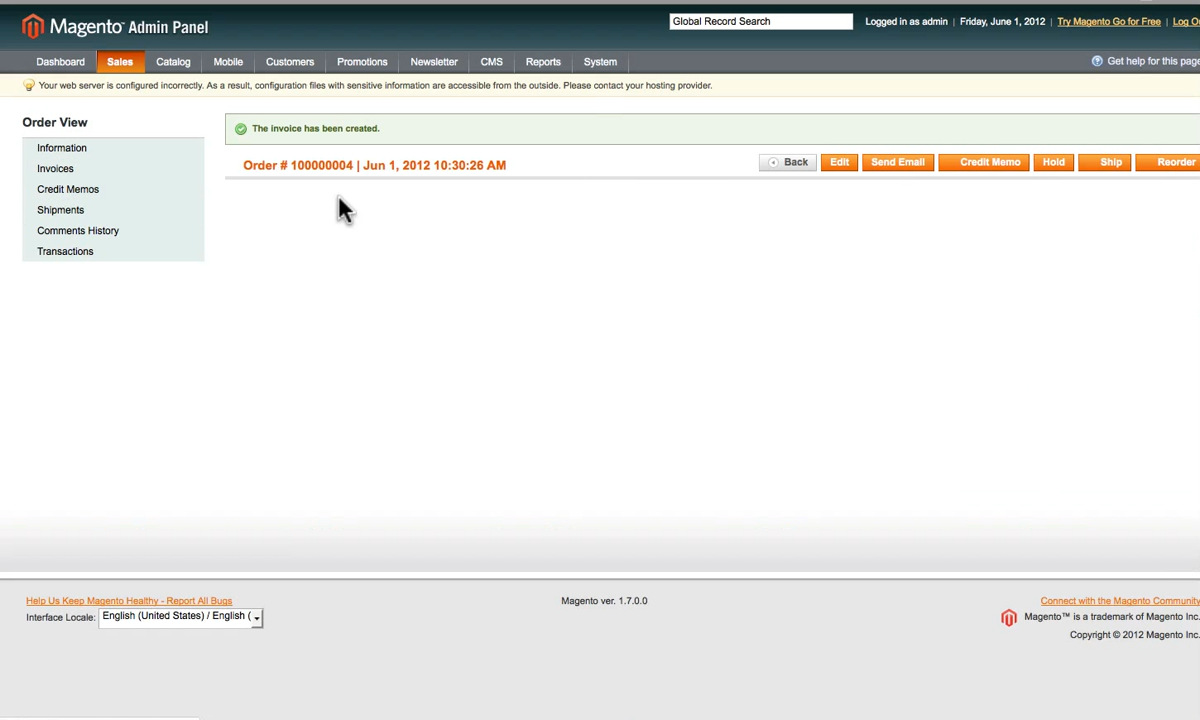 Magento™ Admin Panel
Global Record Search
Logged in as admin | Friday, June 1, 2012 | Try Magento Go for Free |
Dashboard Sales Catalog Mobile Customers Promotions Newsletter CMS Reports System
Get help for this page
Your web server is configured incorrectly. As a result, configuration files with sensitive information are accessible from the outside. Please contact your hosting provider.
Order View
Information
Invoices
Credit Memos
Shipments
Comments History
Transactions
The invoice has been created.
Order # 100000004 | Jun 1, 2012 10:30:26 AM
Back Edit Send Email Credit Memo Hold Ship Reorder
Help Us Keep Magento Healthy - Report All Bugs
Interface Locale: English (United States) / English (
Magento ver. 1.7.0.0
Connect with the Magento Community
Magento™ is a trademark of Magento Inc.
Copyright © 2012 Magento Inc.